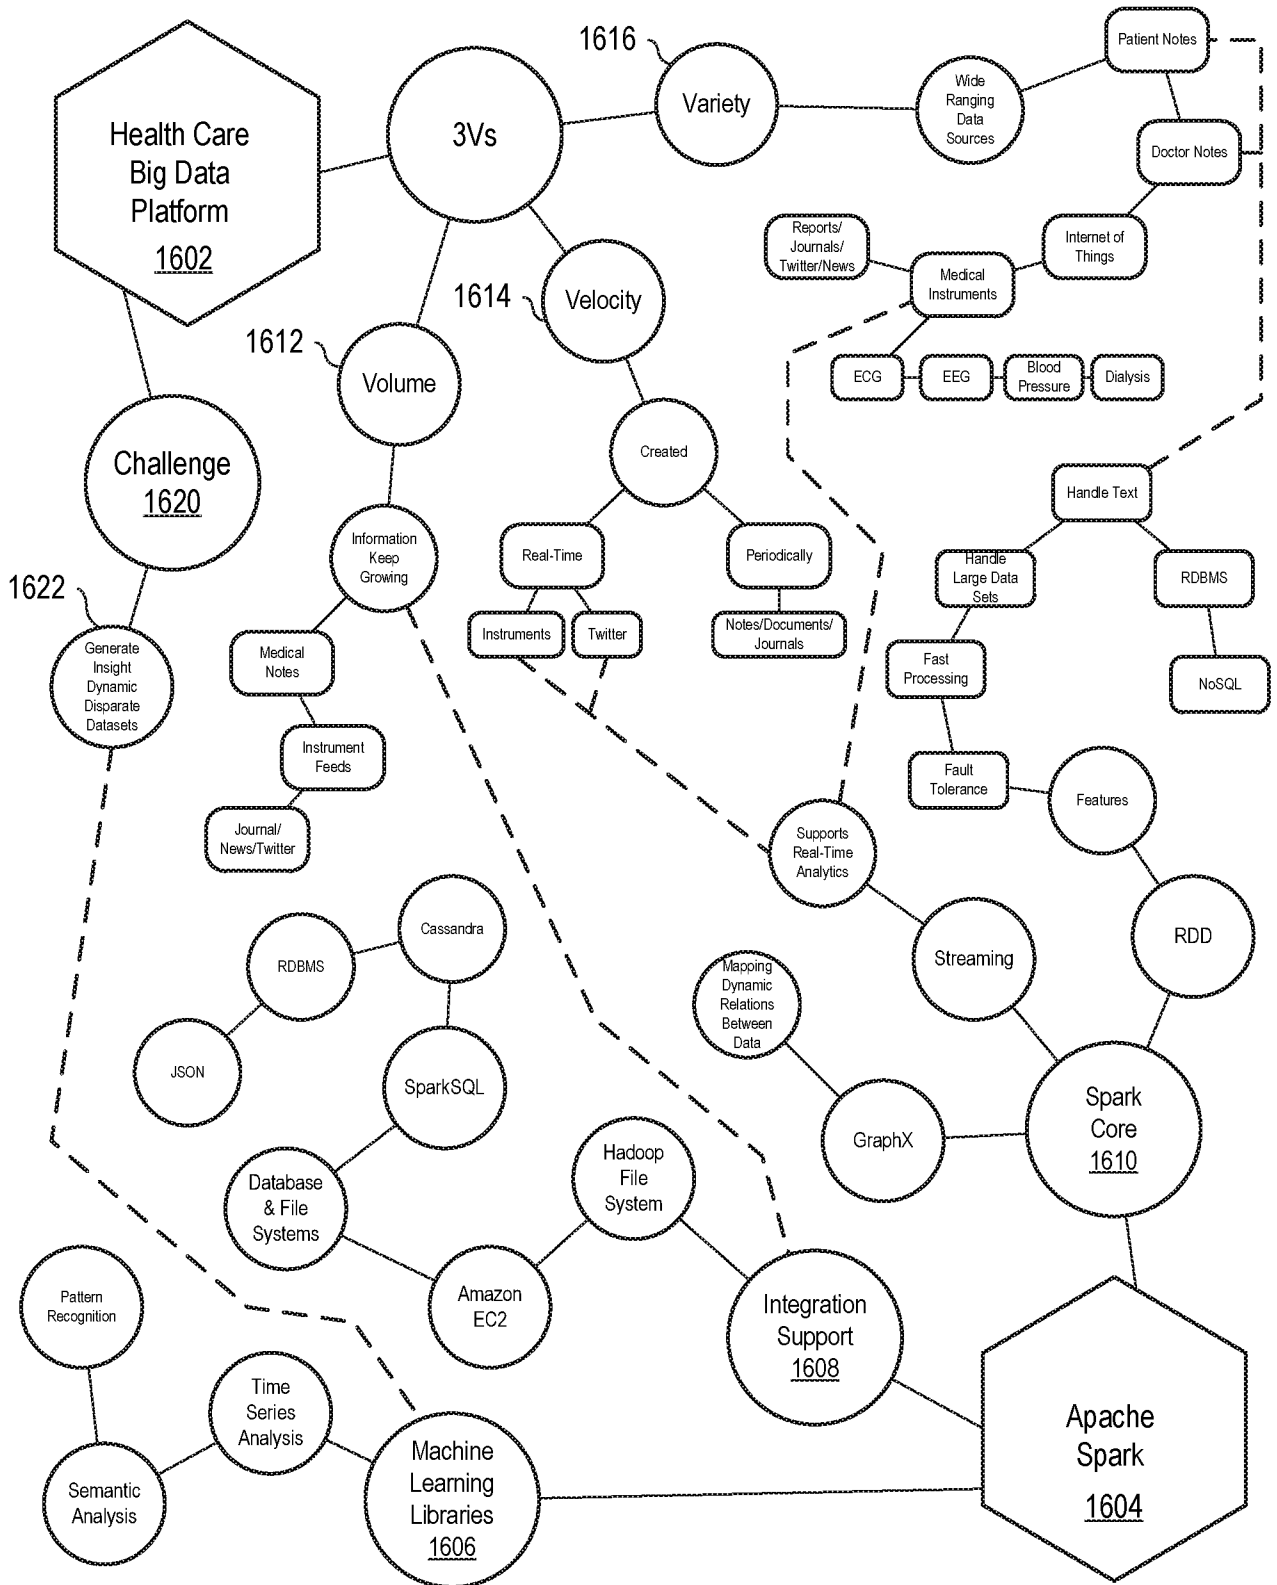 Health Care
Big Data
Platform
1602
3Vs
1616
Variety
Wide
Ranging
Data
Sources
Patient Notes
Doctor Notes
Internet of
Things
Medical
Instruments
Reports/
Journals/
Twitter/News
ECG
EEG
Blood
Pressure
Dialysis
1614
Velocity
1612
Volume
Created
Real-Time
Periodically
Instruments
Twitter
Notes/Documents/
Journals
Challenge
1620
1622
Generate
Insight
Dynamic
Disparate
Datasets
Information
Keep
Growing
Medical
Notes
Instrument
Feeds
Journal/
News/Twitter
Handle Text
Handle
Large Data
Sets
RDBMS
Fast
Processing
NoSQL
Fault
Tolerance
Features
Supports
Real-Time
Analytics
RDD
Streaming
Mapping
Dynamic
Relations
Between
Data
GraphX
Spark
Core
1610
Cassandra
RDBMS
JSON
SparkSQL
Database
& File
Systems
Hadoop
File
System
Amazon
EC2
Integration
Support
1608
Pattern
Recognition
Time
Series
Analysis
Semantic
Analysis
Machine
Learning
Libraries
1606
Apache
Spark
1604